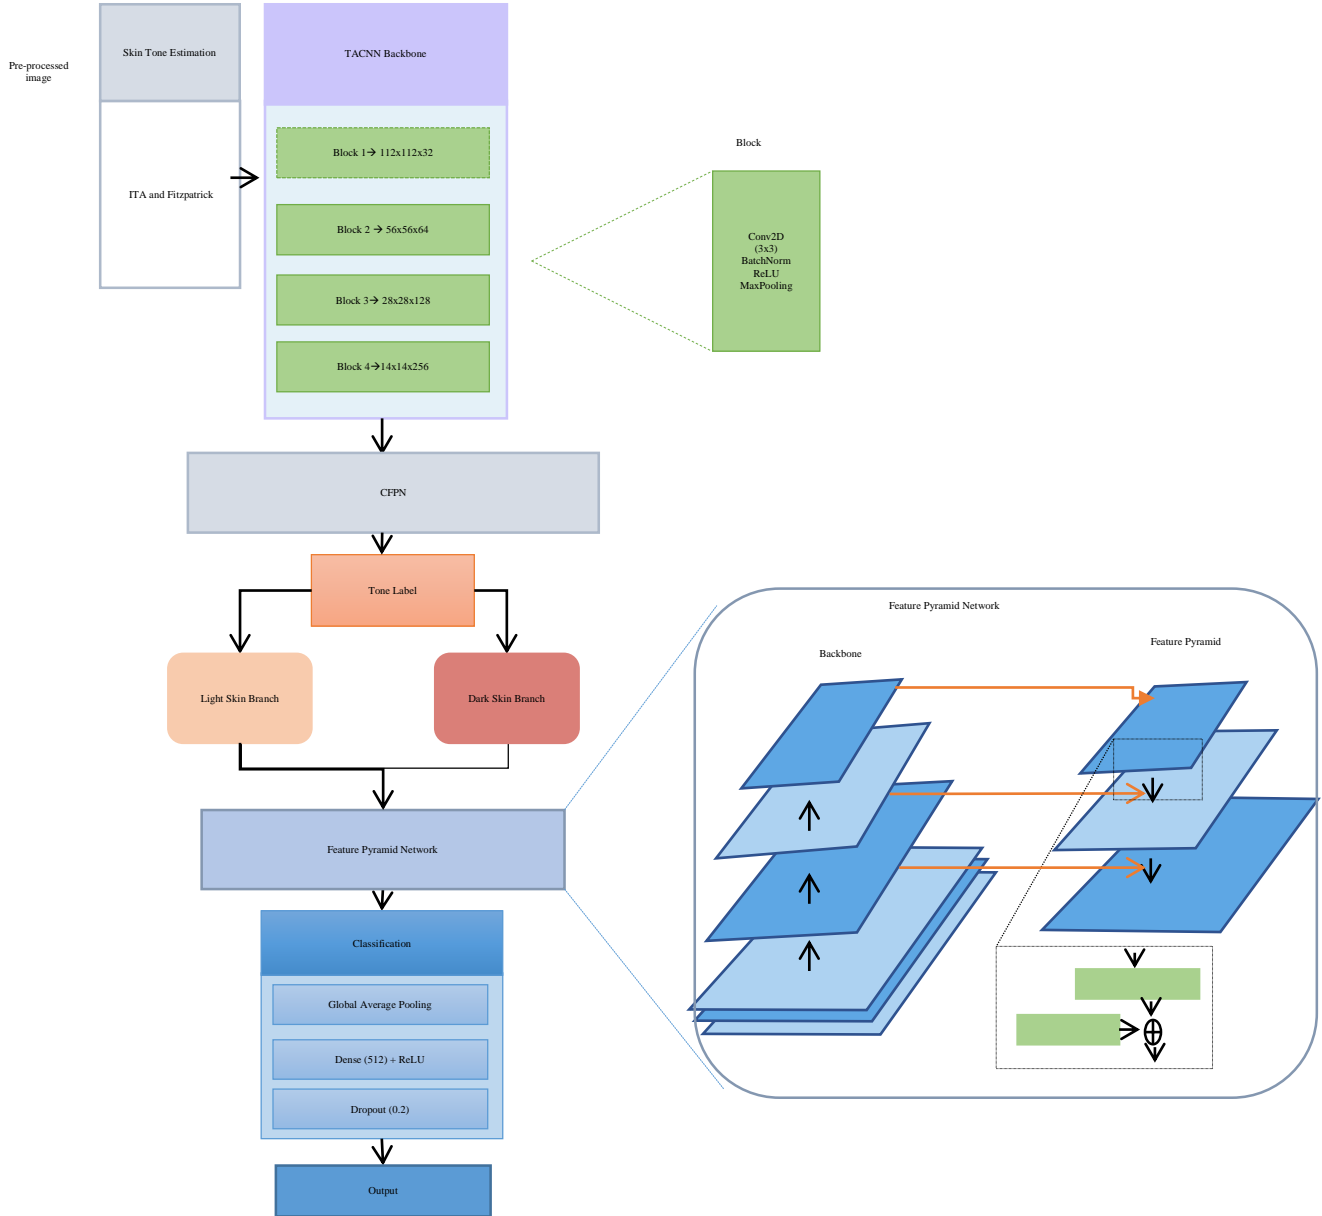 Pre-processed
image
Skin Tone Estimation
ITA and Fitzpatrick
TACNN Backbone
Block 1→ 112x112x32
Block 2 → 56x56x64
Block 3→ 28x28x128
Block 4→14x14x256
Block
Conv2D
(3x3)
BatchNorm
ReLU
MaxPooling
CFPN
Tone Label
Light Skin Branch
Dark Skin Branch
Feature Pyramid Network
Classification
Global Average Pooling
Dense (512) + ReLU
Dropout (0.2)
Output
Feature Pyramid Network
Backbone
Feature Pyramid